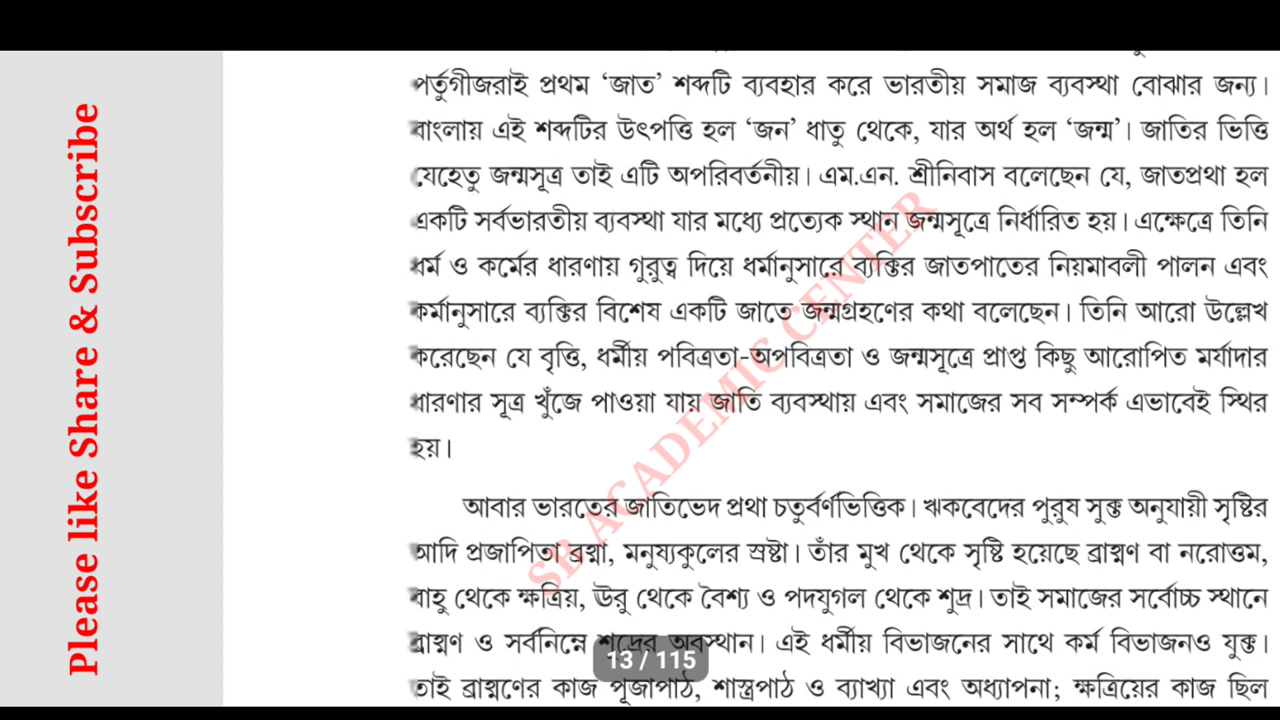 Please like Share & Subscribe
পর্তুগীজরাই প্রথম ‘জাত’ শব্দটি ব্যবহার করে ভারতীয় সমাজ ব্যবস্থা বোঝার জন্য।
বাংলায় এই শব্দটির উৎপত্তি হল ‘জন’ ধাতু থেকে, যার অর্থ হল ‘জন্ম’। জাতির ভিত্তি
যেহেতু জন্মসূত্র তাই এটি অপরিবর্তনীয়। এম.এন. শ্রীনিবাস বলেছেন যে, জাতপ্রথা হল
একটি সর্বভারতীয় ব্যবস্থা যার মধ্যে প্রত্যেক স্থান জন্মসূত্রে নির্ধারিত হয়। এক্ষেত্রে তিনি
ধর্ম ও কর্মের ধারণায় গুরুত্ব দিয়ে ধর্মানুসারে ব্যক্তির জাতপাতের নিয়মাবলী পালন এবং
কর্মানুসারে ব্যক্তির বিশেষ একটি জাতে জন্মগ্রহণের কথা বলেছেন। তিনি আরো উল্লেখ
করেছেন যে বৃত্তি, ধর্মীয় পবিত্রতা-অপবিত্রতা ও জন্মসূত্রে প্রাপ্ত কিছু আরোপিত মর্যাদার
ধারণার সূত্র খুঁজে পাওয়া যায় জাতি ব্যবস্থায় এবং সমাজের সব সম্পর্ক এভাবেই স্থির
হয়।
আবার ভারতের জাতিভেদ প্রথা চতুর্বর্ণভিত্তিক। ঋকবেদের পুরুষ সুক্ত অনুযায়ী সৃষ্টির
আদি প্রজাপিতা ব্রহ্মা, মনুষ্যকুলের স্রষ্টা। তাঁর মুখ থেকে সৃষ্টি হয়েছে ব্রাহ্মণ বা নরোত্তম,
বাহু থেকে ক্ষত্রিয়, ঊরু থেকে বৈশ্য ও পদযুগল থেকে শুদ্র। তাই সমাজের সর্বোচ্চ স্থানে
ব্রাহ্মণ ও সর্বনিম্নে শূদ্রের অবস্থান। এই ধর্মীয় বিভাজনের সাথে কর্ম বিভাজনও যুক্ত।
তাই ব্রাহ্মণের কাজ পূজাপাঠ, শাস্ত্রপাঠ ও ব্যাখ্যা এবং অধ্যাপনা; ক্ষত্রিয়ের কাজ ছিল
SB ACADEMIC CENTER
13 / 115